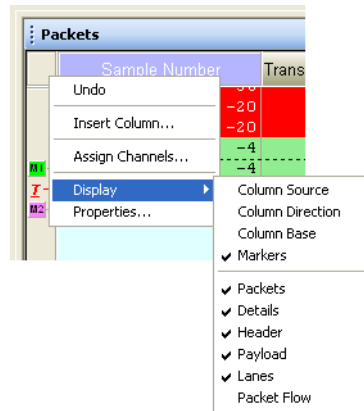 Packets
Sample Number Trans
-20
-20
Undo
-4
Insert Column...
-4
Assign Channels...
M1
T
M2
Display
Properties...
Column Source
Column Direction
Column Base
Markers
Packets
Details
Header
Payload
Lanes
Packet Flow